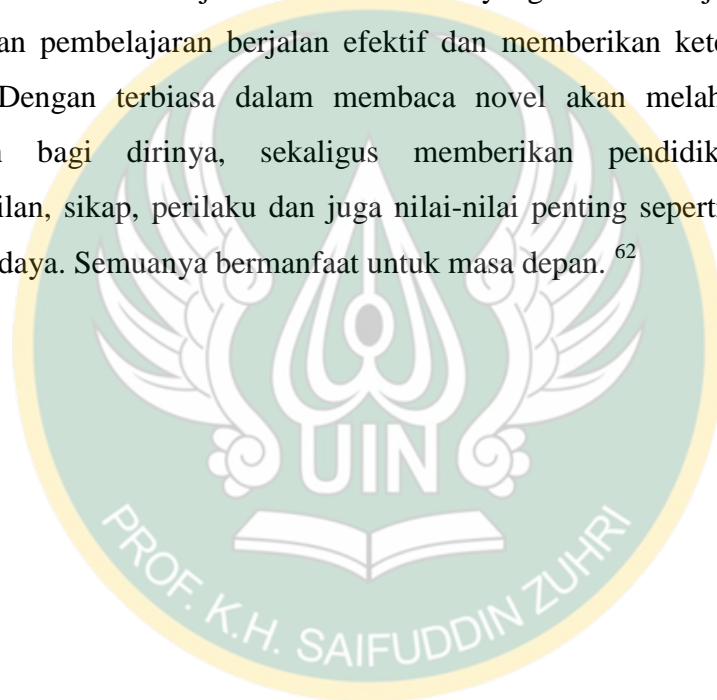 an pembelajaran berjalan efektif dan memberikan kete
Dengan terbiasa dalam membaca novel akan melah
bagi dirinya, sekaligus memberikan pendidik
ilan, sikap, perilaku dan juga nilai-nilai penting sepert
daya. Semuanya bermanfaat untuk masa depan. 62
UIN
PROF. K.H. SAIFUDDIN ZUHRI